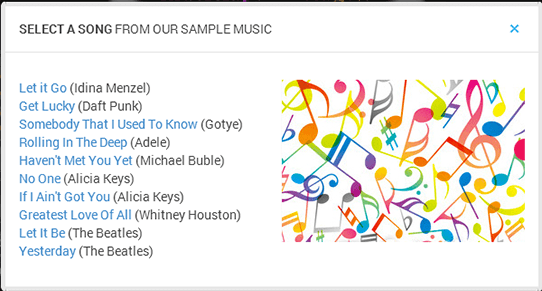 SELECT A SONG FROM OUR SAMPLE MUSIC
Let it Go (Idina Menzel)
Get Lucky (Daft Punk)
Somebody That I Used To Know (Gotye)
Rolling In The Deep (Adele)
Haven't Met You Yet (Michael Buble)
No One (Alicia Keys)
If I Ain't Got You (Alicia Keys)
Greatest Love Of All (Whitney Houston)
Let It Be (The Beatles)
Yesterday (The Beatles)